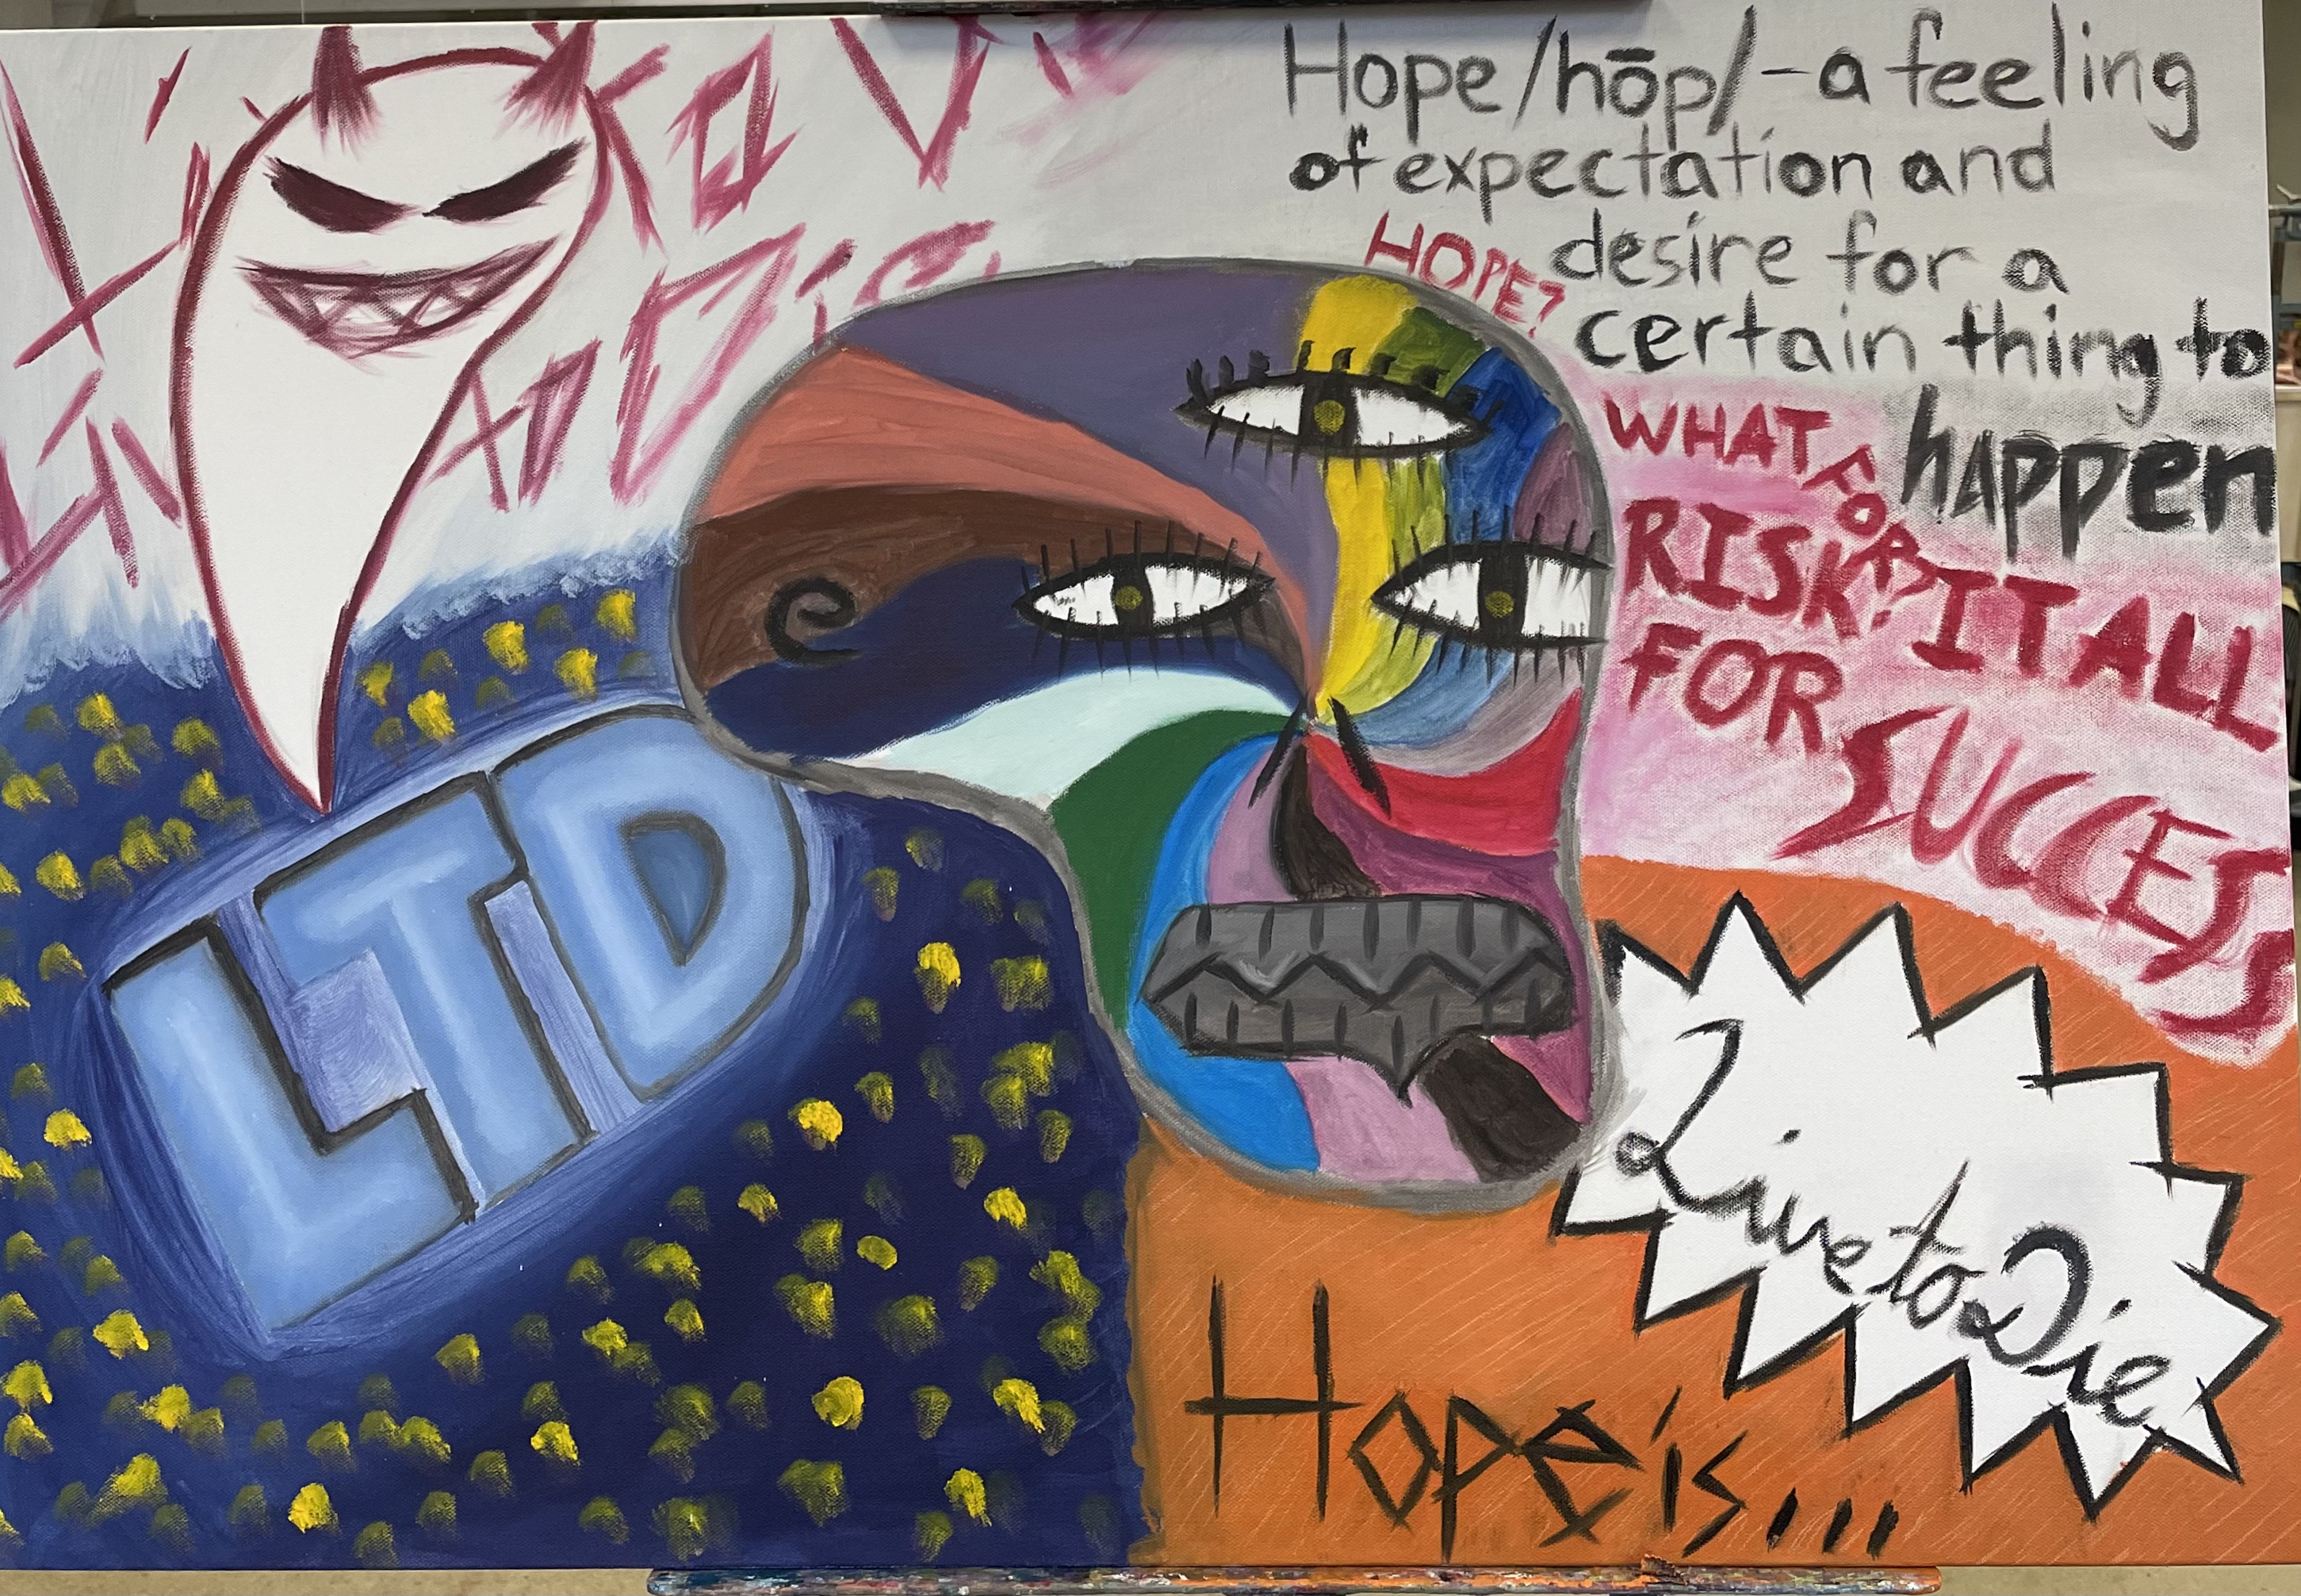 Hope /hōp/ - a feeling
of expectation and
desire for a
certain thing to
happen
HOPE?
WHAT FOR?
RISK IT ALL
FOR SUCCESS
LTD
Live to Die
Hope is...